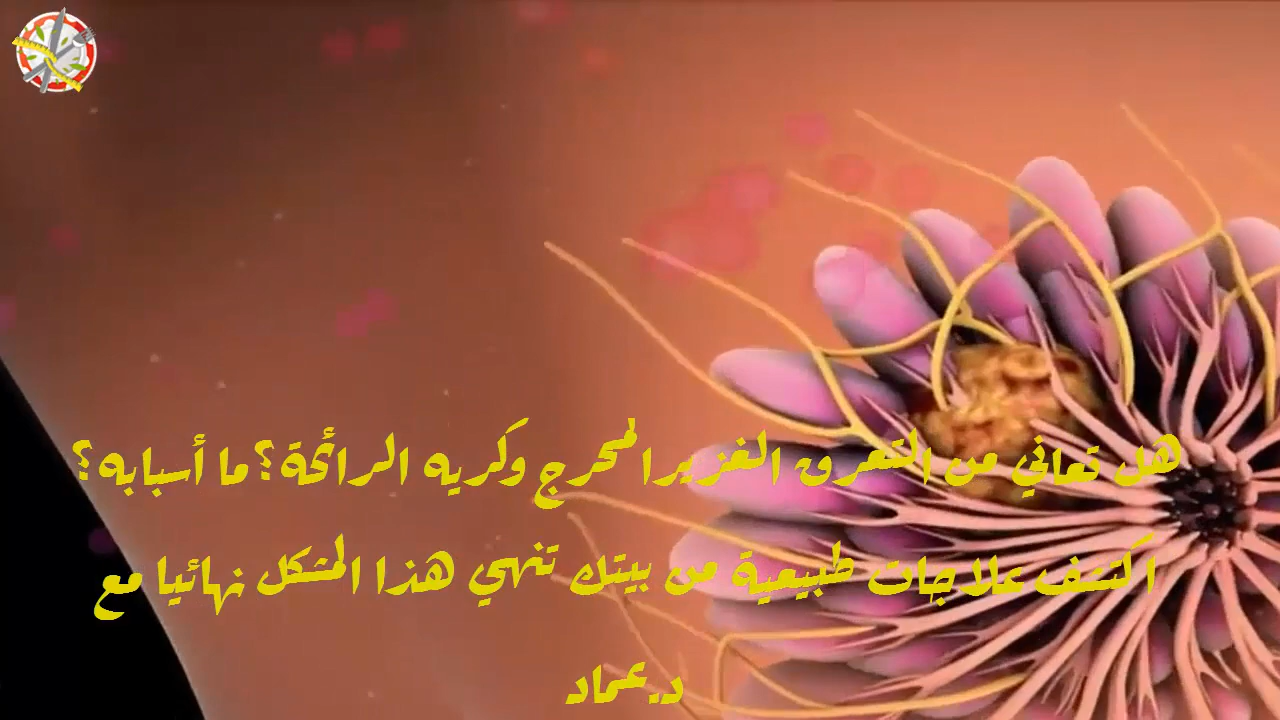 هل تعاني من التعرق الغزير المحرج وكريه الرائحة؟ ما أسبابه؟
اكتشف علاجات طبيعية من بيتك تنهي هذا المشكل نهائيا مع
د.عماد